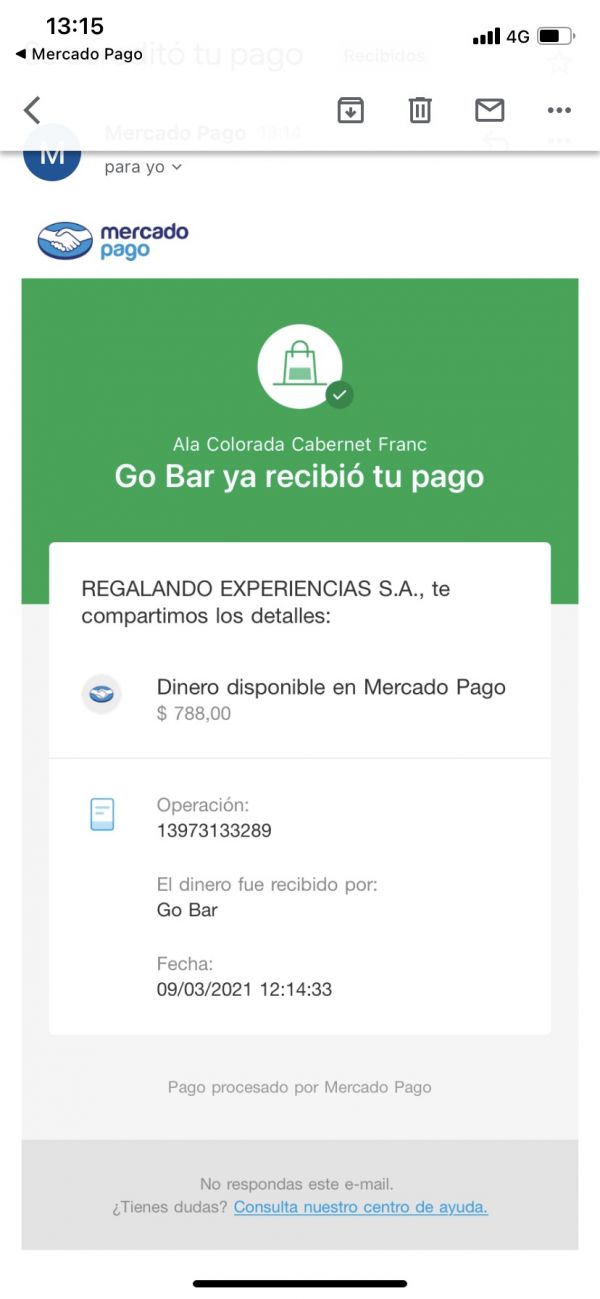 13:15
4G
◀ Mercado Pago
itó tu pago
Recibidos
Mercado Pago 13:14
M
para yo
mercado
pago
Ala Colorada Cabernet Franc
Go Bar ya recibió tu pago
REGALANDO EXPERIENCIAS S.A., te
compartimos los detalles:
Dinero disponible en Mercado Pago
$ 788,00
Operación:
13973133289
El dinero fue recibido por:
Go Bar
Fecha:
09/03/2021 12:14:33
Pago procesado por Mercado Pago
No respondas este e-mail.
¿Tienes dudas? Consulta nuestro centro de ayuda.